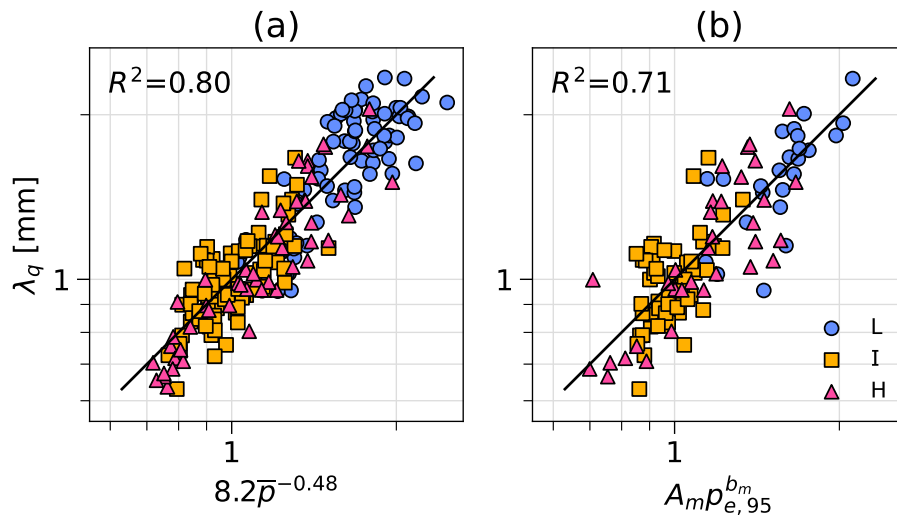 (a) (b)
R²=0.80 R²=0.71
λ_q [mm]
1 1
L
I
H
1 1
8.2p̅^{-0.48} A_m p_{e,95}^{b_m}